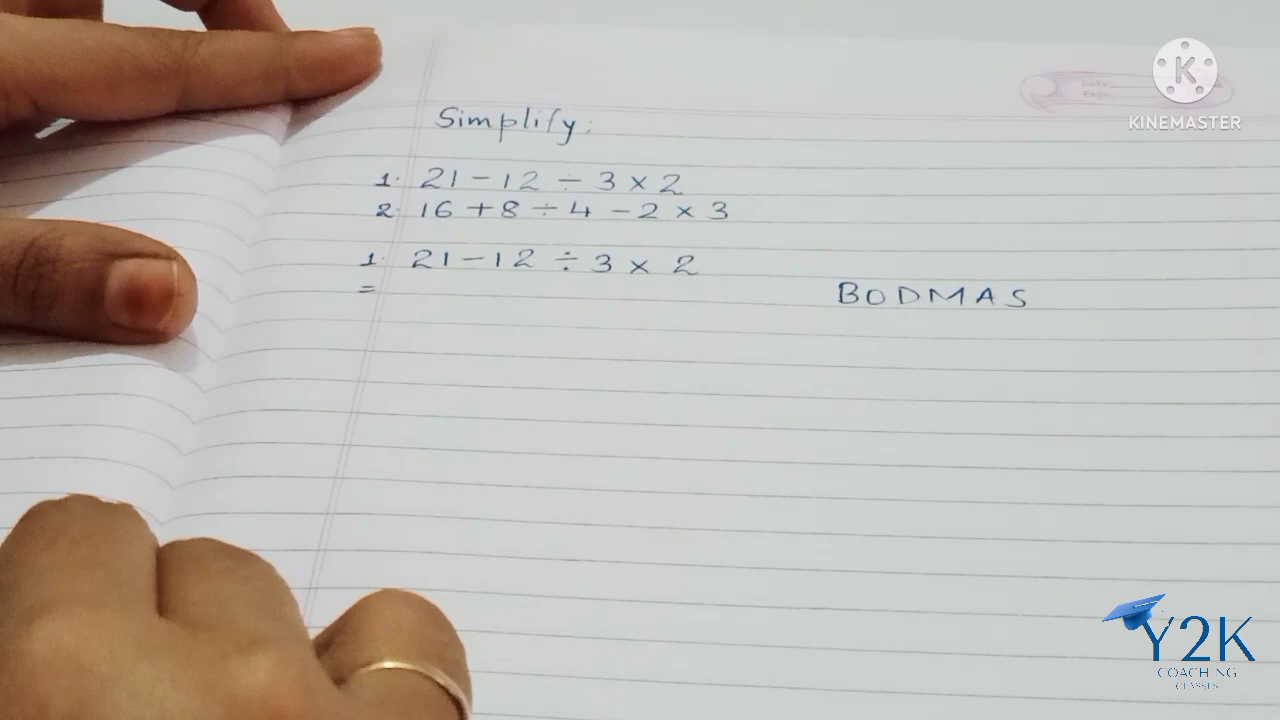 KINEMASTER
Simplify:
1. 21 - 12 ÷ 3 × 2
2. 16 + 8 ÷ 4 - 2 × 3
1. 21 - 12 ÷ 3 × 2
=
BODMAS
Y2K
COACHING
CLASSES